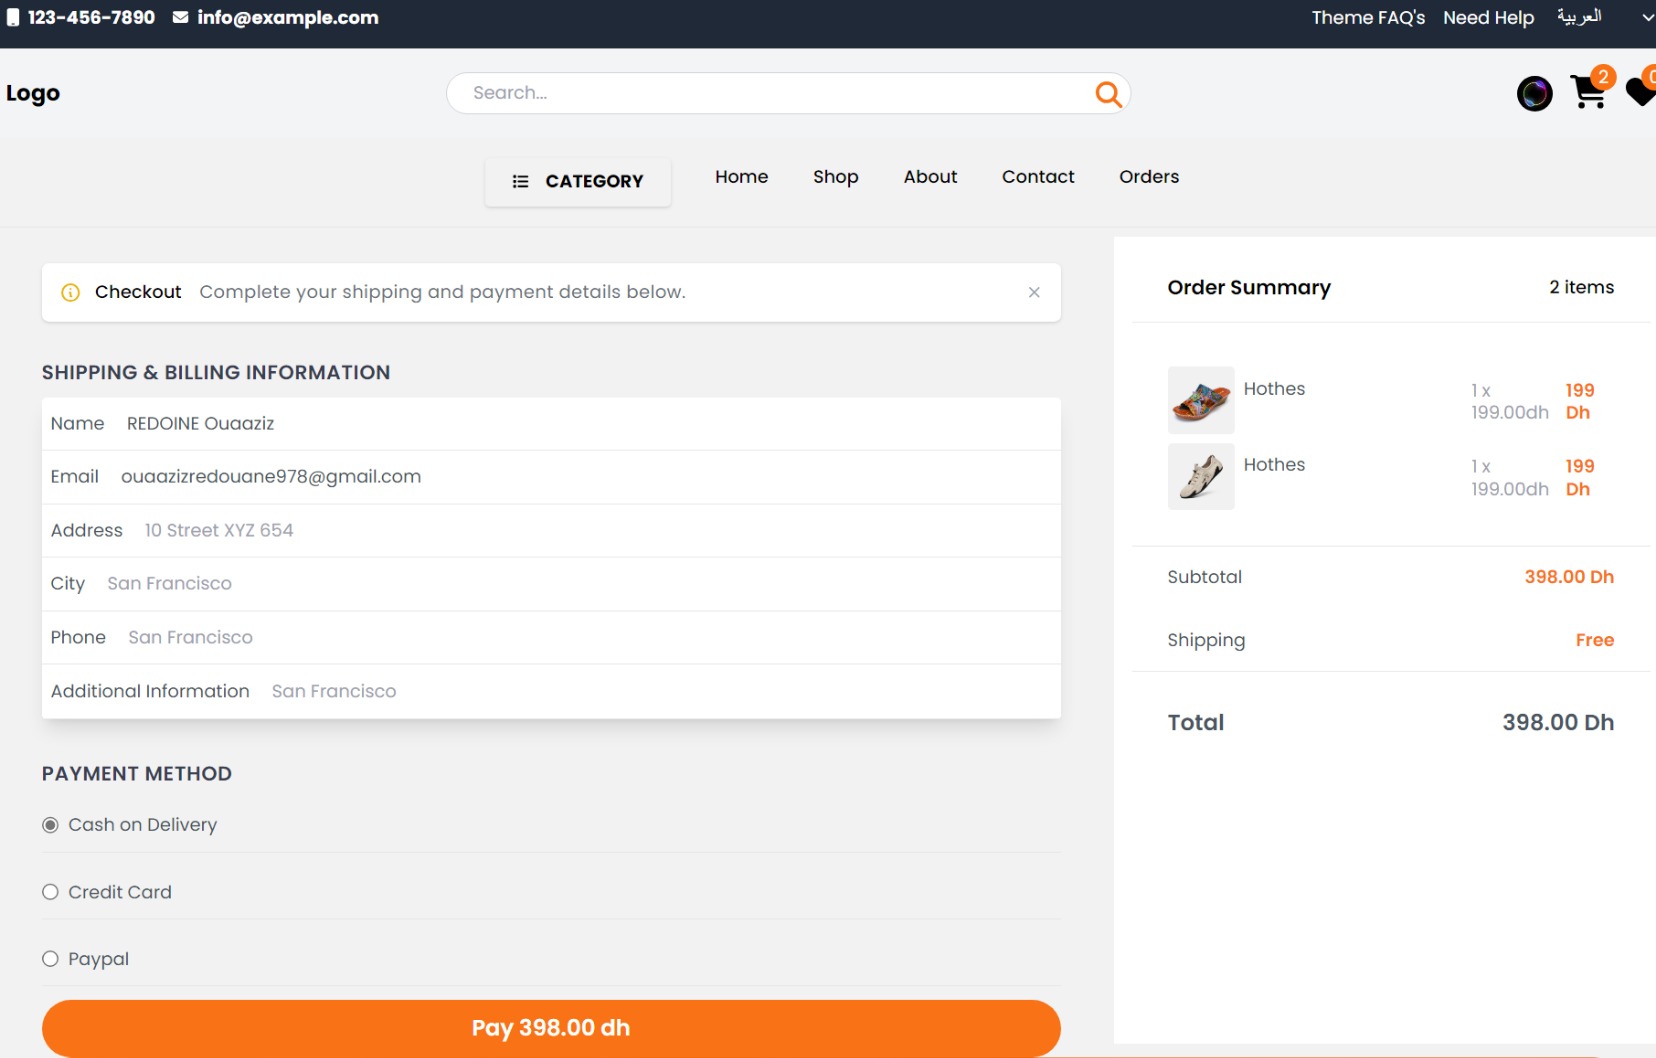 123-456-7890 info@example.com Theme FAQ's Need Help العربية
Logo Search... 2 0
CATEGORY Home Shop About Contact Orders
Checkout Complete your shipping and payment details below.
SHIPPING & BILLING INFORMATION
Name REDOINE Ouaaziz
Email ouaazizredouane978@gmail.com
Address 10 Street XYZ 654
City San Francisco
Phone San Francisco
Additional Information San Francisco
PAYMENT METHOD
Cash on Delivery
Credit Card
Paypal
Pay 398.00 dh
Order Summary 2 items
Hothes 1 x 199
199.00dh Dh
Hothes 1 x 199
199.00dh Dh
Subtotal 398.00 Dh
Shipping Free
Total 398.00 Dh